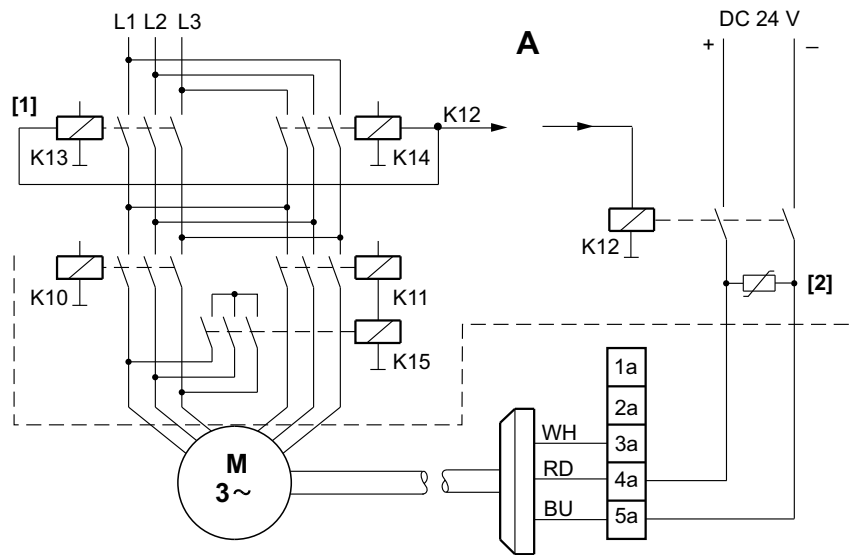 L1 L2 L3
A
DC 24 V
+ –
[1]
K12
K13
K14
K12
[2]
K10
K11
K15
1a
2a
WH 3a
RD 4a
BU 5a
M
3~